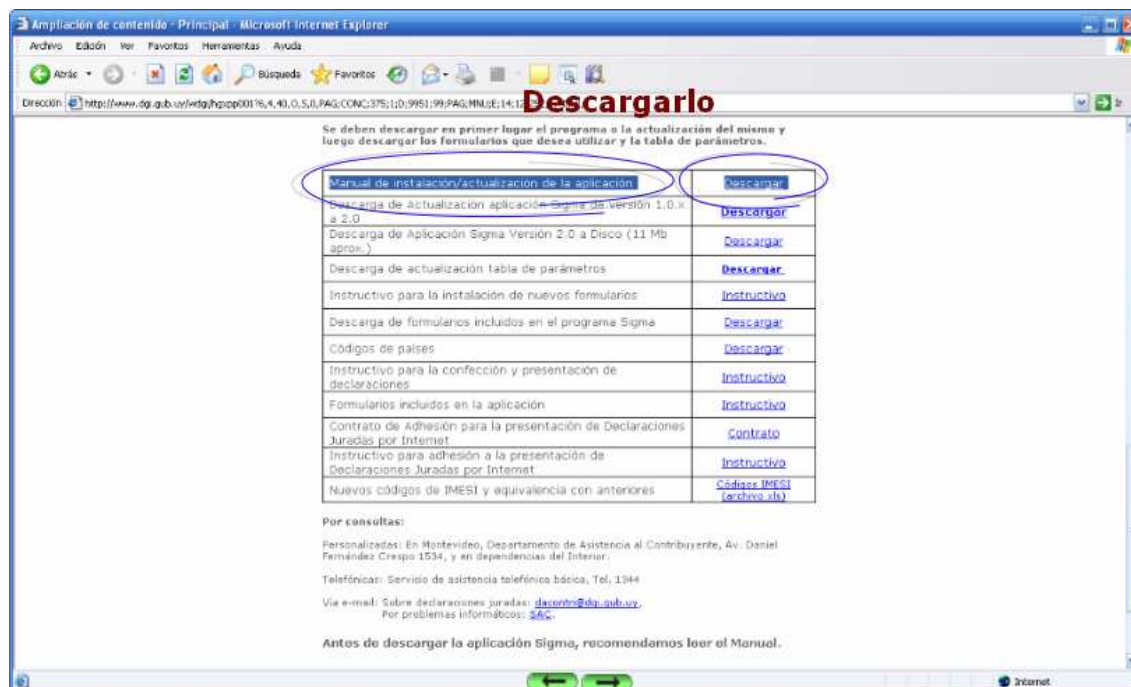 Ampliación de contenido - Principal - Microsoft Internet Explorer
Archivo Edición Ver Favoritos Herramientas Ayuda
Atrás Búsqueda Favoritos
Dirección
Descargarlo
Se deben descargar en primer lugar el programa o la actualización del mismo y
luego descargar los formularios que desea utilizar y la tabla de parámetros.
Manual de instalación/actualización de la aplicación Descargar
Descarga de Actualización aplicación Sigma de Versión 1.0.x
a 2.0 Descargar
Descarga de Aplicación Sigma Versión 2.0 a Disco (11 Mb
aprox.) Descargar
Descarga de actualización tabla de parámetros Descargar
Instructivo para la instalación de nuevos formularios Instructivo
Descarga de formularios incluidos en el programa Sigma Descargar
Códigos de países Descargar
Instructivo para la confección y presentación de
declaraciones Instructivo
Formularios incluidos en la aplicación Instructivo
Contrato de Adhesión para la presentación de Declaraciones
Juradas por Internet Contrato
Instructivo para adhesión a la presentación de
Declaraciones Juradas por Internet Instructivo
Nuevos códigos de IMESI y equivalencia con anteriores Códigos IMESI
(archivo xls)
Por consultas:
Personalizadas: En Montevideo, Departamento de Asistencia al Contribuyente, Av. Daniel
Fernández Crespo 1534, y en dependencias del Interior.
Telefónicas: Servicio de asistencia telefónica básica, Tel. 1344
Via e-mail: Sobre declaraciones juradas: dacontri@dgi.gub.uy.
Por problemas informáticos: SAC.
Antes de descargar la aplicación Sigma, recomendamos leer el Manual.
Internet